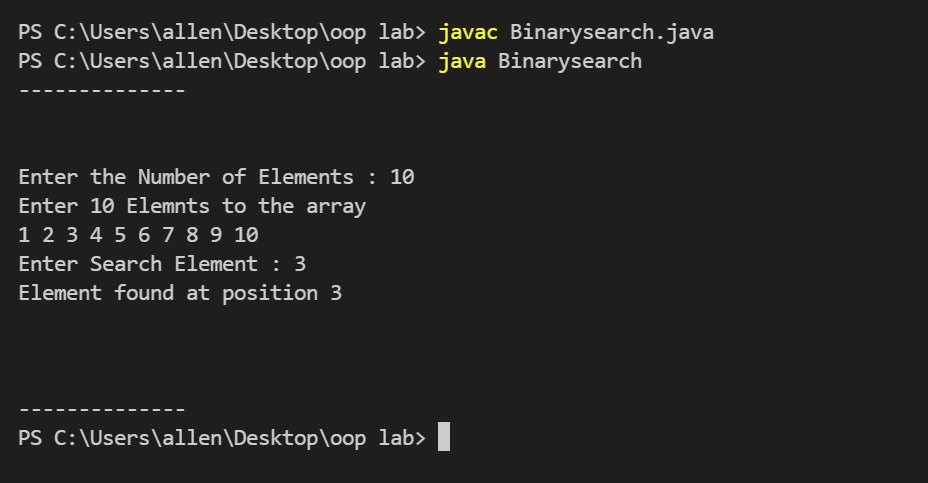 PS C:\Users\allen\Desktop\oop lab> javac Binarysearch.java
PS C:\Users\allen\Desktop\oop lab> java Binarysearch
--------------
Enter the Number of Elements : 10
Enter 10 Elemnts to the array
1 2 3 4 5 6 7 8 9 10
Enter Search Element : 3
Element found at position 3
--------------
PS C:\Users\allen\Desktop\oop lab>